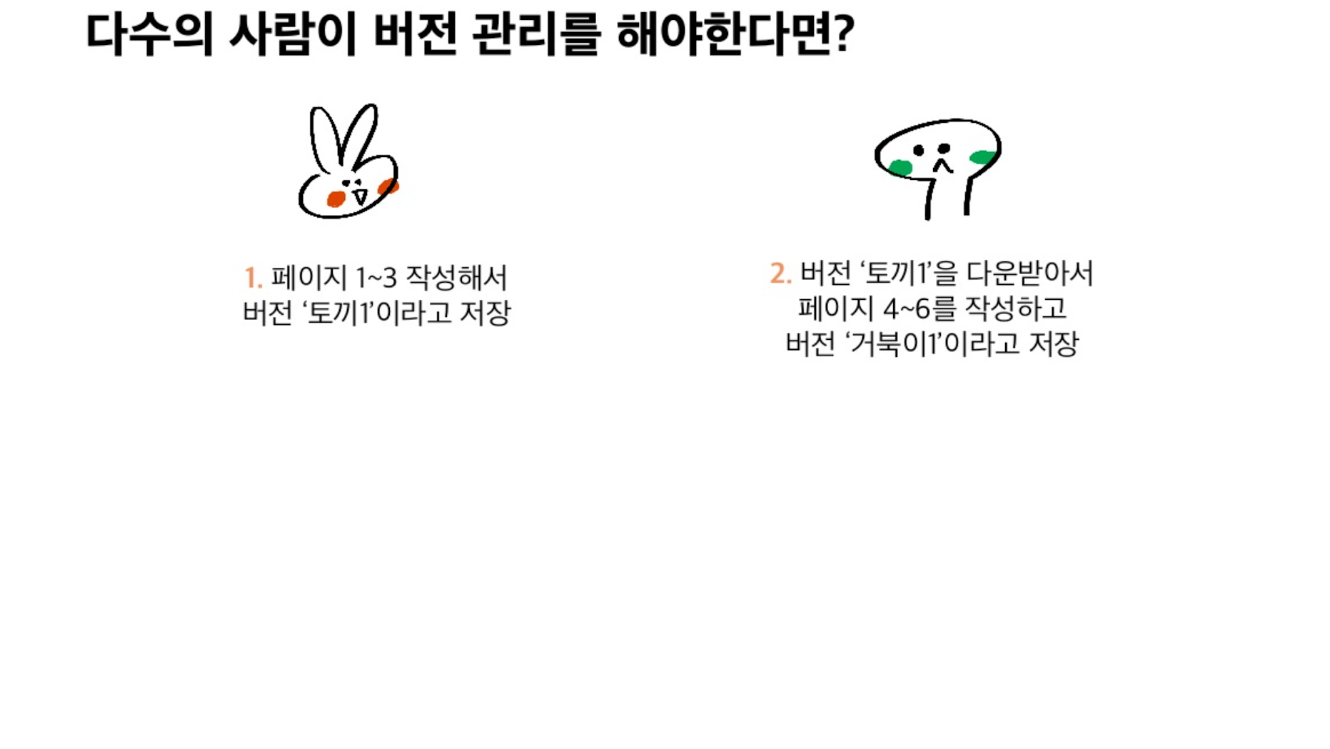 다수의 사람이 버전 관리를 해야한다면?
1. 페이지 1~3 작성해서
버전 ‘토끼1’이라고 저장
2. 버전 ‘토끼1’을 다운받아서
페이지 4~6를 작성하고
버전 ‘거북이1’이라고 저장